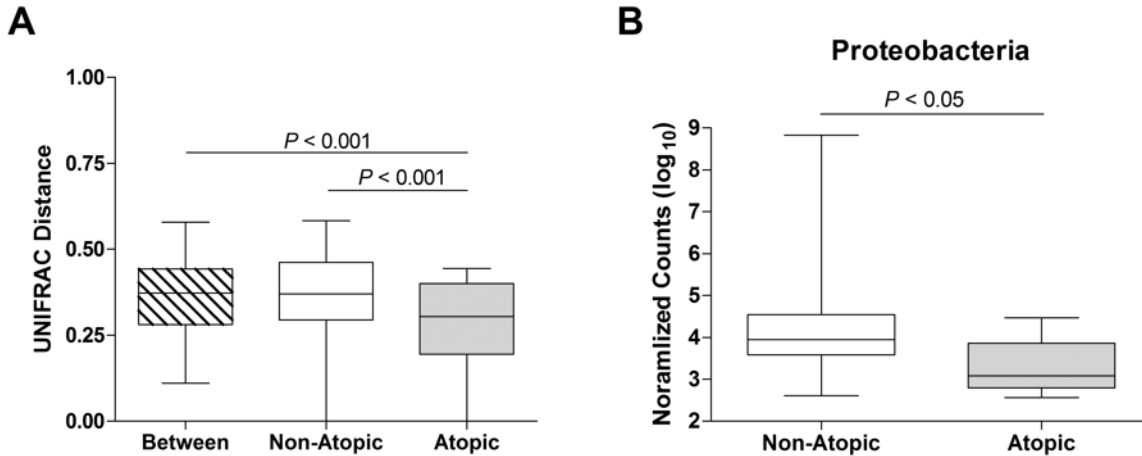 A
UNIFRAC Distance
1.00
0.75
0.50
0.25
0.00
P < 0.001
P < 0.001
Between Non-Atopic Atopic
B
Proteobacteria
P < 0.05
Noramlized Counts (log10)
9
8
7
6
5
4
3
2
Non-Atopic Atopic